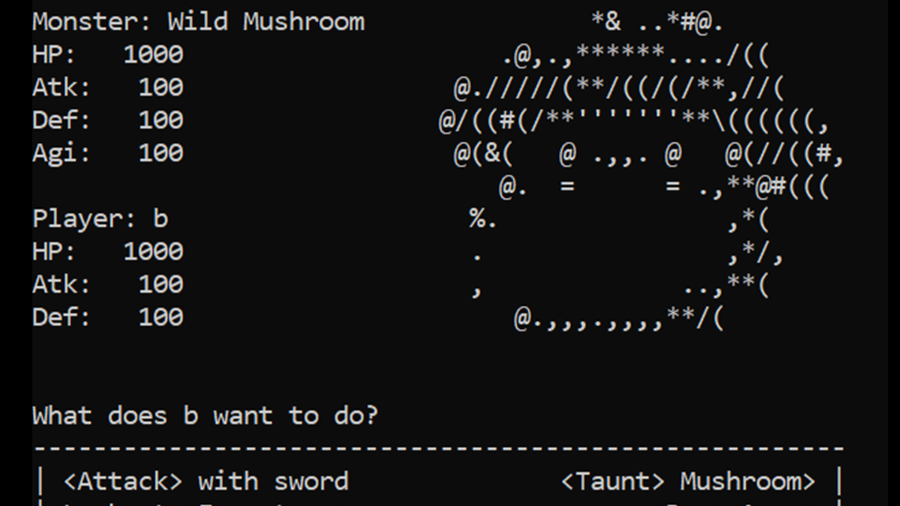 Monster: Wild Mushroom
HP: 1000
Atk: 100
Def: 100
Agi: 100
Player: b
HP: 1000
Atk: 100
Def: 100
What does b want to do?
| <Attack> with sword <Taunt> Mushroom> |